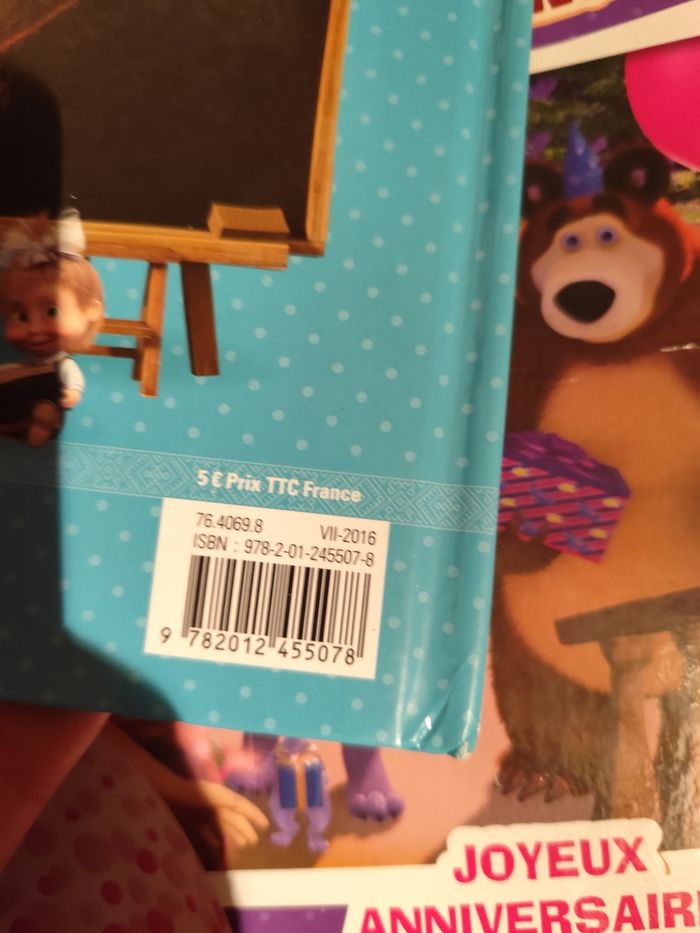 5 € Prix TTC France
76.4069.8
VII-2016
ISBN : 978-2-01-245507-8
9 782012 455078
JOYEUX